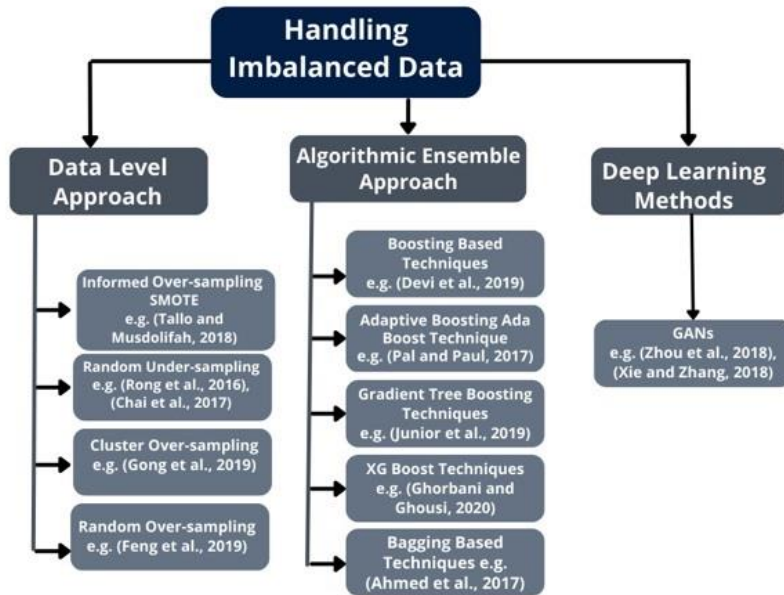 Handling
Imbalanced Data
Data Level
Approach
Informed Over-sampling
SMOTE
e.g. (Tallo and
Musdolifah, 2018)
Random Under-sampling
e.g. (Rong et al., 2016),
(Chai et al., 2017)
Cluster Over-sampling
e.g. (Gong et al., 2019)
Random Over-sampling
e.g. (Feng et al., 2019)
Algorithmic Ensemble
Approach
Boosting Based
Techniques
e.g. (Devi et al., 2019)
Adaptive Boosting Ada
Boost Technique
e.g. (Pal and Paul, 2017)
Gradient Tree Boosting
Techniques
e.g. (Junior et al., 2019)
XG Boost Techniques
e.g. (Ghorbani and
Ghousi, 2020)
Bagging Based
Techniques e.g.
(Ahmed et al., 2017)
Deep Learning
Methods
GANs
e.g. (Zhou et al., 2018),
(Xie and Zhang, 2018)